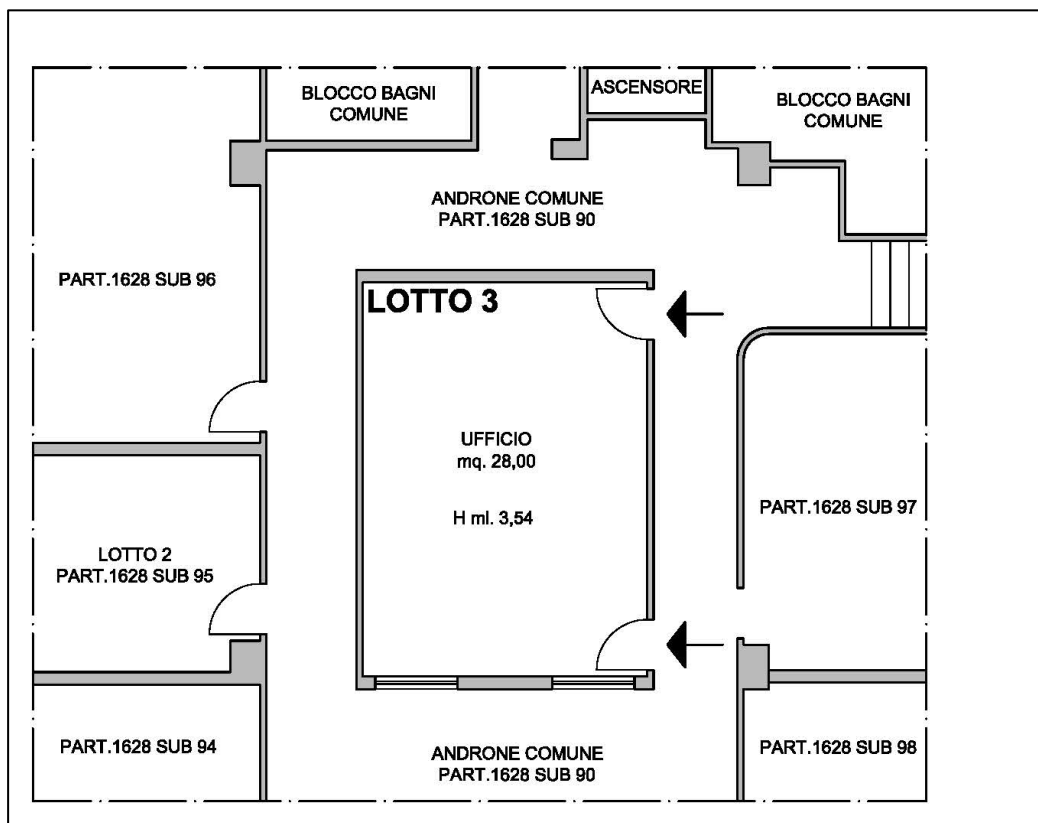 BLOCCO BAGNI
COMUNE
ASCENSORE
BLOCCO BAGNI
COMUNE
ANDRONE COMUNE
PART.1628 SUB 90
PART.1628 SUB 96
LOTTO 3
UFFICIO
mq. 28,00
H ml. 3,54
PART.1628 SUB 97
LOTTO 2
PART.1628 SUB 95
PART.1628 SUB 94
ANDRONE COMUNE
PART.1628 SUB 90
PART.1628 SUB 98